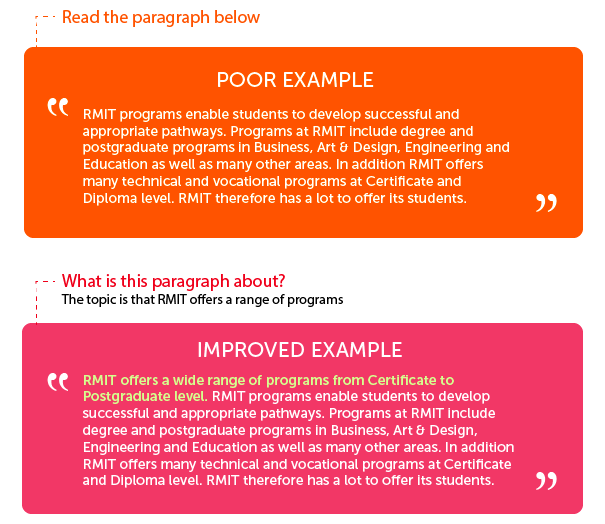 Read the paragraph below
POOR EXAMPLE
“ RMIT programs enable students to develop successful and
appropriate pathways. Programs at RMIT include degree and
postgraduate programs in Business, Art & Design, Engineering and
Education as well as many other areas. In addition RMIT offers
many technical and vocational programs at Certificate and
Diploma level. RMIT therefore has a lot to offer its students. ”
What is this paragraph about?
The topic is that RMIT offers a range of programs
IMPROVED EXAMPLE
“ RMIT offers a wide range of programs from Certificate to
Postgraduate level. RMIT programs enable students to develop
successful and appropriate pathways. Programs at RMIT include
degree and postgraduate programs in Business, Art & Design,
Engineering and Education as well as many other areas. In addition
RMIT offers many technical and vocational programs at Certificate
and Diploma level. RMIT therefore has a lot to offer its students. ”